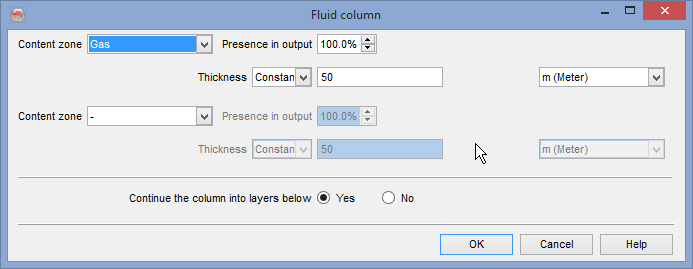 Fluid column
Content zone Gas Presence in output 100.0%
Thickness Constan 50 m (Meter)
Content zone - Presence in output 100.0%
Thickness Constan 50 m (Meter)
Continue the column into layers below Yes No
OK Cancel Help